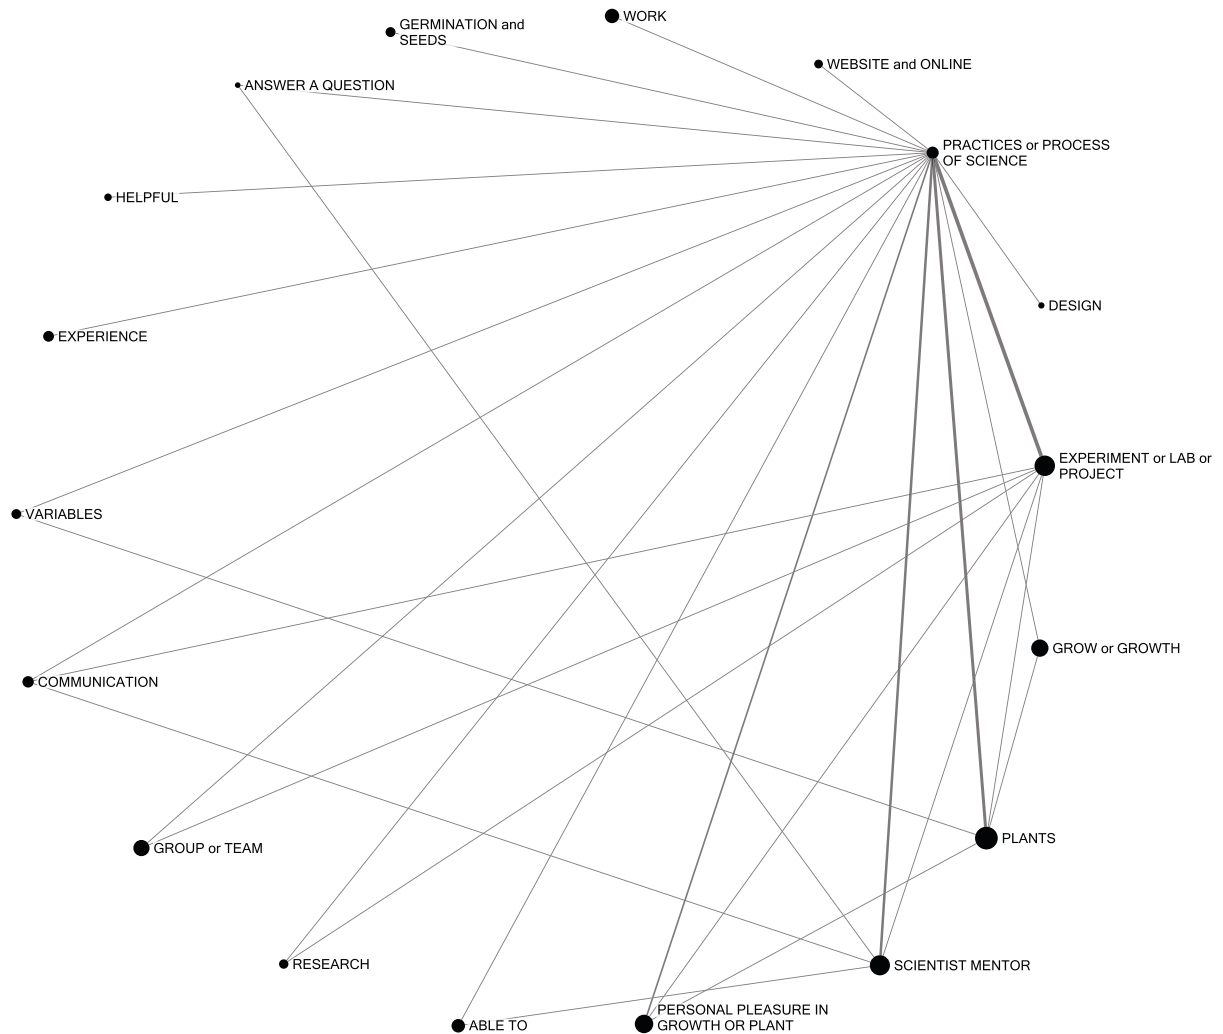 WORK
GERMINATION and
SEEDS
WEBSITE and ONLINE
ANSWER A QUESTION
PRACTICES or PROCESS
OF SCIENCE
HELPFUL
DESIGN
EXPERIENCE
EXPERIMENT or LAB or
PROJECT
VARIABLES
GROW or GROWTH
COMMUNICATION
PLANTS
GROUP or TEAM
RESEARCH
SCIENTIST MENTOR
PERSONAL PLEASURE IN
GROWTH OR PLANT
ABLE TO